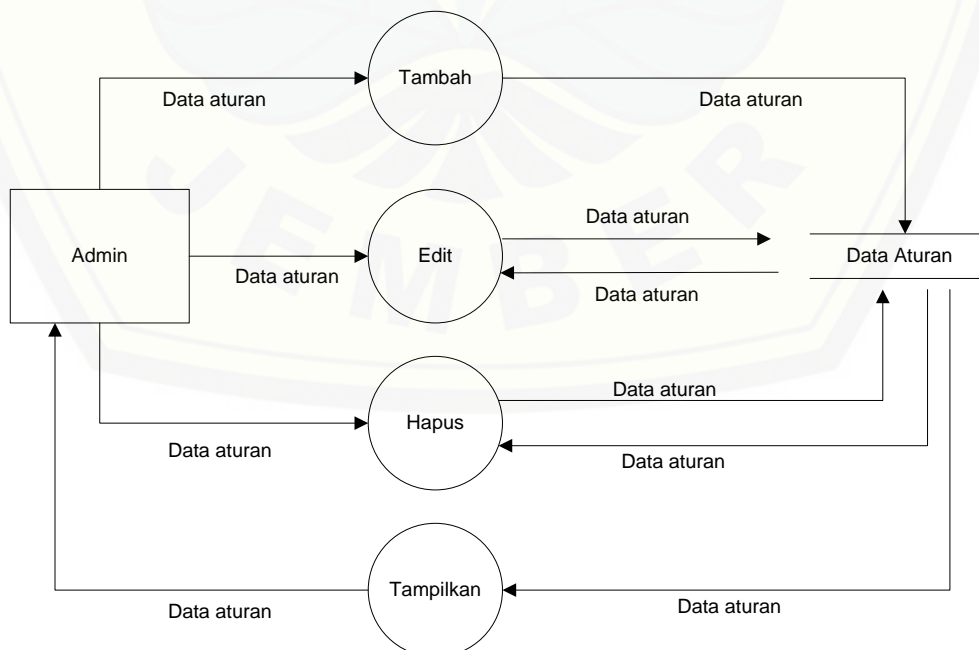 Tambah
Data aturan
Data aturan
Data aturan
Admin
Edit
Data Aturan
Data aturan
Data aturan
Data aturan
Hapus
Data aturan
Data aturan
Tampilkan
Data aturan
Data aturan
JEMBER